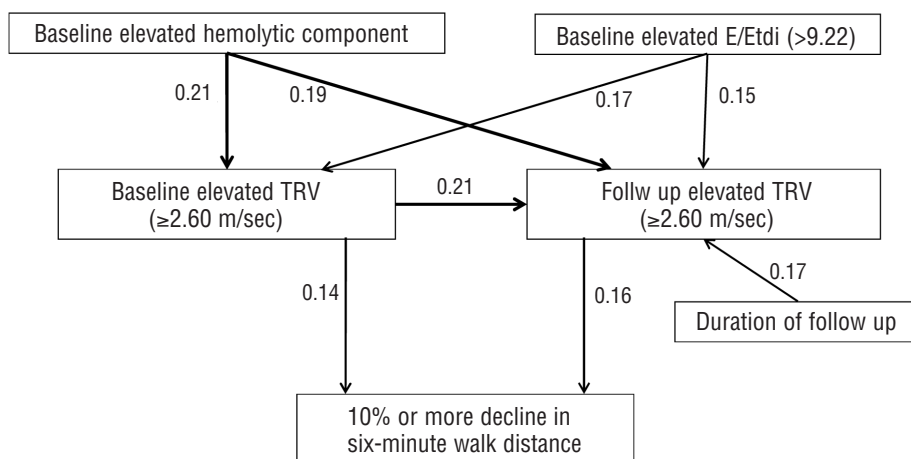 Baseline elevated hemolytic component
Baseline elevated E/Etdi (>9.22)
0.21
0.19
0.17
0.15
Baseline elevated TRV
(≥2.60 m/sec)
0.21
Follw up elevated TRV
(≥2.60 m/sec)
0.14
0.16
0.17
Duration of follow up
10% or more decline in
six-minute walk distance